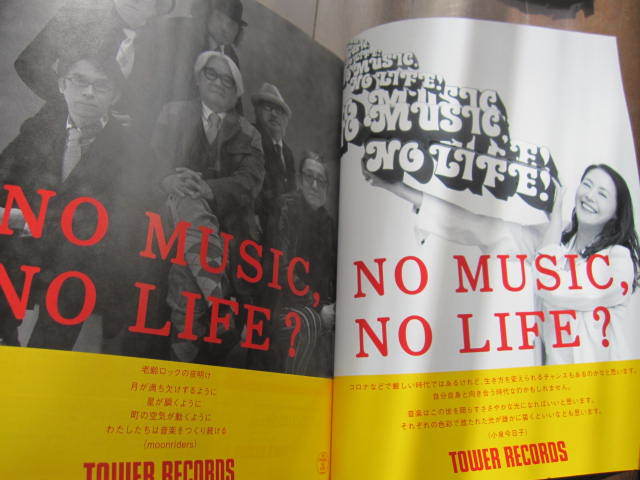 NO MUSIC,
NO LIFE?
老齢ロックの夜明け
月が満ち欠けするように
星が瞬くように
町の空気が動くように
わたしたちは音楽をつくり続ける
(moonriders)
TOWER RECORDS
NO MUSIC,
NO LIFE!
NO MUSIC,
NO LIFE?
コロナなどで厳しい時代ではあるけれど、生き方を変えられるチャンスもあるのかなと思います。
自分自身と向き合う時代なのかもしれません。
音楽はこの世を照らすささやかな光になればいいと思います。
それぞれの色彩で放たれた光が誰かに届くといいなとも思います。
(小泉今日子)
TOWER RECORDS